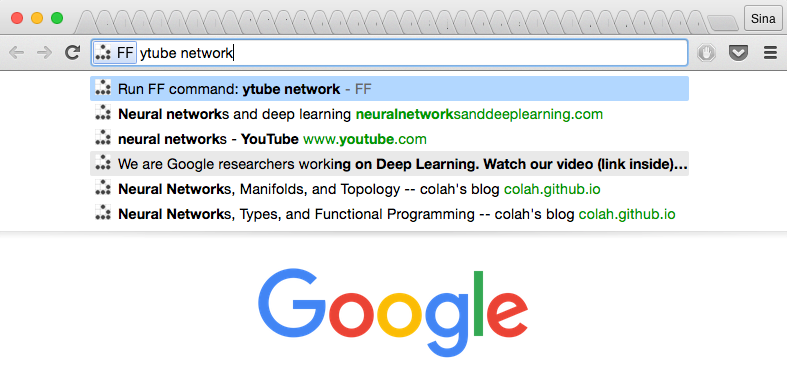 Sina
FF ytube network
Run FF command: ytube network - FF
Neural networks and deep learning neuralnetworksanddeeplearning.com
neural networks - YouTube www.youtube.com
We are Google researchers working on Deep Learning. Watch our video (link inside)...
Neural Networks, Manifolds, and Topology -- colah's blog colah.github.io
Neural Networks, Types, and Functional Programming -- colah's blog colah.github.io
Google